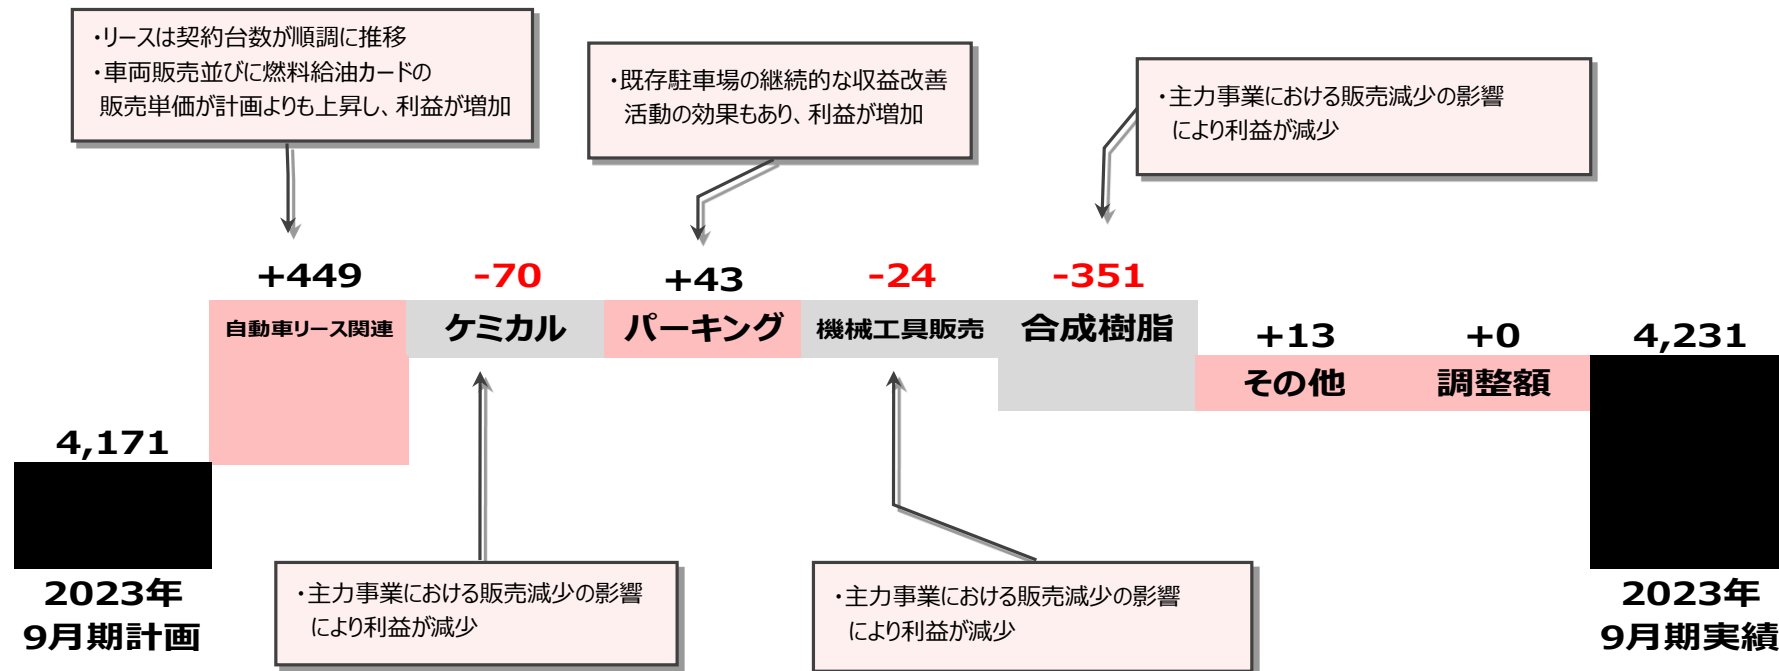 ・リースは契約台数が順調に推移
・車両販売並びに燃料給油カードの
販売単価が計画よりも上昇し、利益が増加
・既存駐車場の継続的な収益改善
活動の効果もあり、利益が増加
・主力事業における販売減少の影響
により利益が減少
+449
-70
+43
-24
-351
自動車リース関連
ケミカル
パーキング
機械工具販売
合成樹脂
+13
+0
4,231
その他
調整額
4,171
2023年
9月期計画
・主力事業における販売減少の影響
により利益が減少
・主力事業における販売減少の影響
により利益が減少
2023年
9月期実績